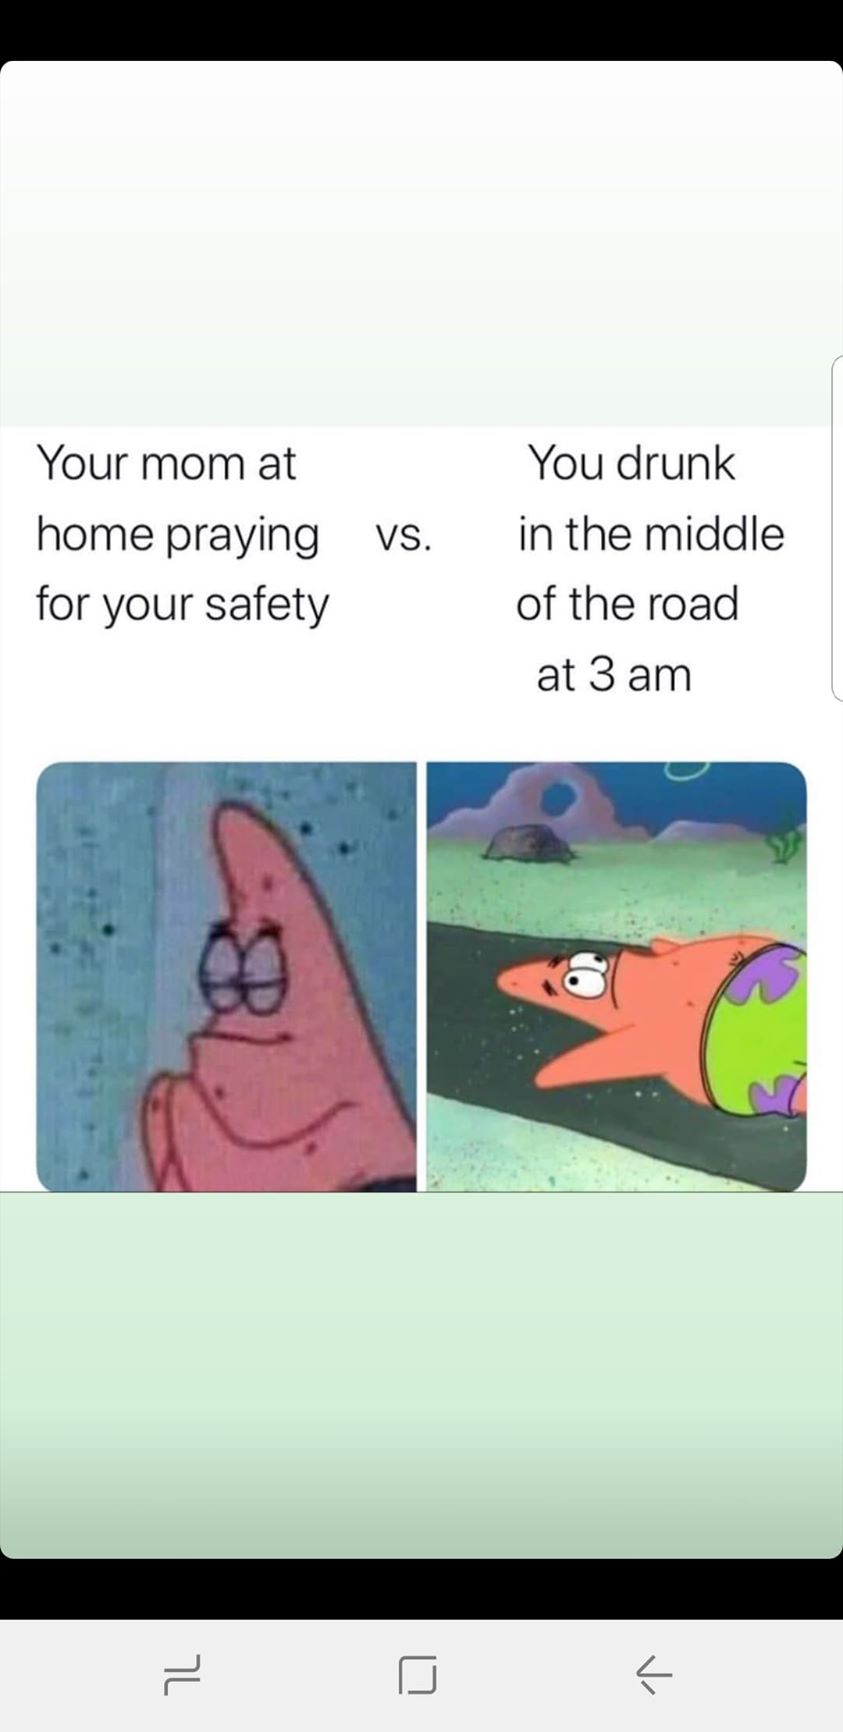 Your mom at
home praying
for your safety
vs.
You drunk
in the middle
of the road
at 3 am